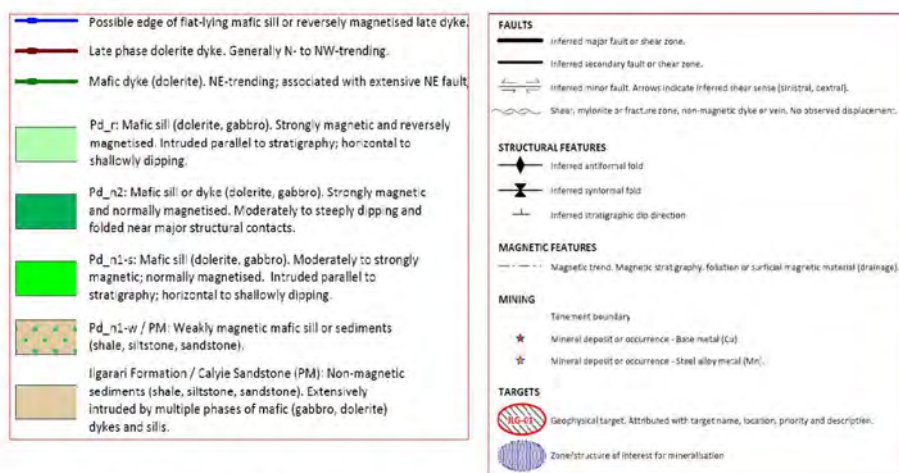 Possible edge of flat-lying mafic sill or reversely magnetised late dyke.
Late phase dolerite dyke. Generally N- to NW-trending.
Mafic dyke (dolerite). NE-trending; associated with extensive NE fault
Pd_r: Mafic sill (dolerite, gabbro). Strongly magnetic and reversely
magnetised. Intruded parallel to stratigraphy; horizontal to
shallowly dipping.
Pd_n2: Mafic sill or dyke (dolerite, gabbro). Strongly magnetic
and normally magnetised. Moderately to steeply dipping and
folded near major structural contacts.
Pd_n1-s: Mafic sill (dolerite, gabbro). Moderately to strongly
magnetic; normally magnetised. Intruded parallel to
stratigraphy; horizontal to shallowly dipping.
Pd_n1-w / PM: Weakly magnetic mafic sill or sediments
(shale, siltstone, sandstone).
Ilgarari Formation / Calyie Sandstone (PM): Non-magnetic
sediments (shale, siltstone, sandstone). Extensively
intruded by multiple phases of mafic (gabbro, dolerite)
dykes and sills.
FAULTS
Inferred major fault or shear zone.
Inferred secondary fault or shear zone.
Inferred minor fault. Arrows indicate inferred shear sense (sinistral, dextral).
Shear, mylonite or fracture zone, non-magnetic dyke or vein. No observed displacement.
STRUCTURAL FEATURES
Inferred antiformal fold
Inferred synformal fold
Inferred stratigraphic dip direction
MAGNETIC FEATURES
Magnetic trend. Magnetic stratigraphy, foliation or surficial magnetic material (drainage).
MINING
Tenement boundary
Mineral deposit or occurrence - Base metal (Cu)
Mineral deposit or occurrence - Steel alloy metal (Mn).
TARGETS
ILG-01
Geophysical target. Attributed with target name, location, priority and description.
Zone/structure of interest for mineralisation